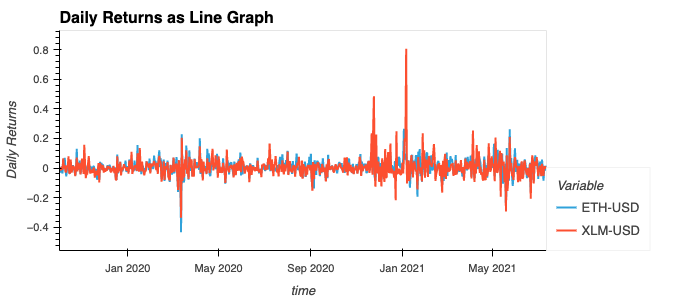 Daily Returns as Line Graph
Daily Returns
0.8
0.6
0.4
0.2
0
−0.2
−0.4
Jan 2020
May 2020
Sep 2020
Jan 2021
May 2021
time
Variable
ETH-USD
XLM-USD